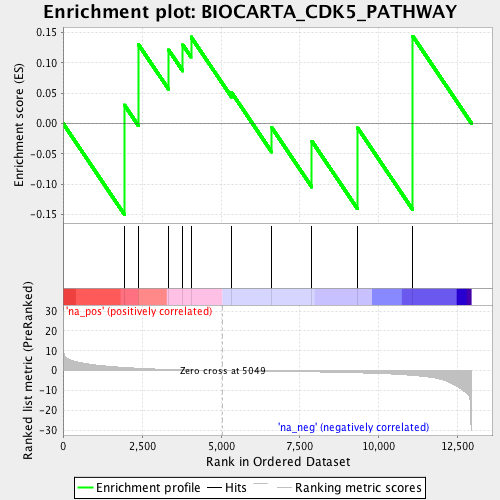 Enrichment plot: BIOCARTA_CDK5_PATHWAY
Enrichment score (ES)
0.15
0.10
0.05
0.00
-0.05
-0.10
-0.15
'na_pos' (positively correlated)
Ranked list metric (PreRanked)
30
20
10
0
-10
-20
-30
Zero cross at 5049
'na_neg' (negatively correlated)
0
2,500
5,000
7,500
10,000
12,500
Rank in Ordered Dataset
Enrichment profile
Hits
Ranking metric scores